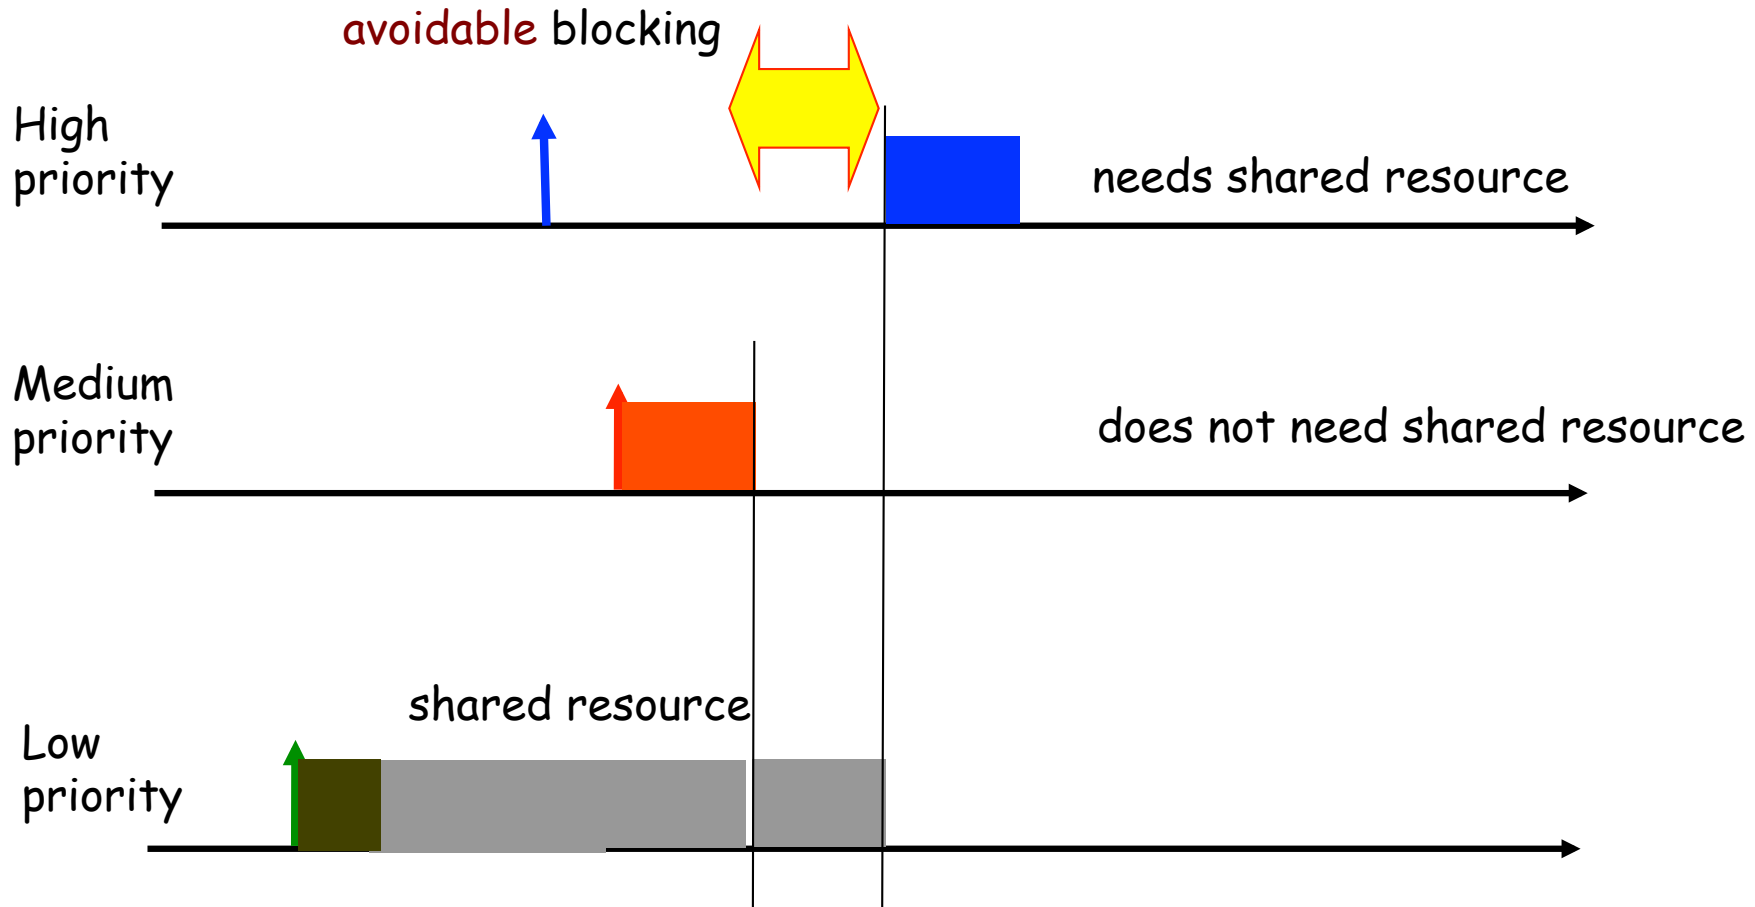 avoidable blocking
High
priority
needs shared resource
Medium
priority
does not need shared resource
shared resource
Low
priority